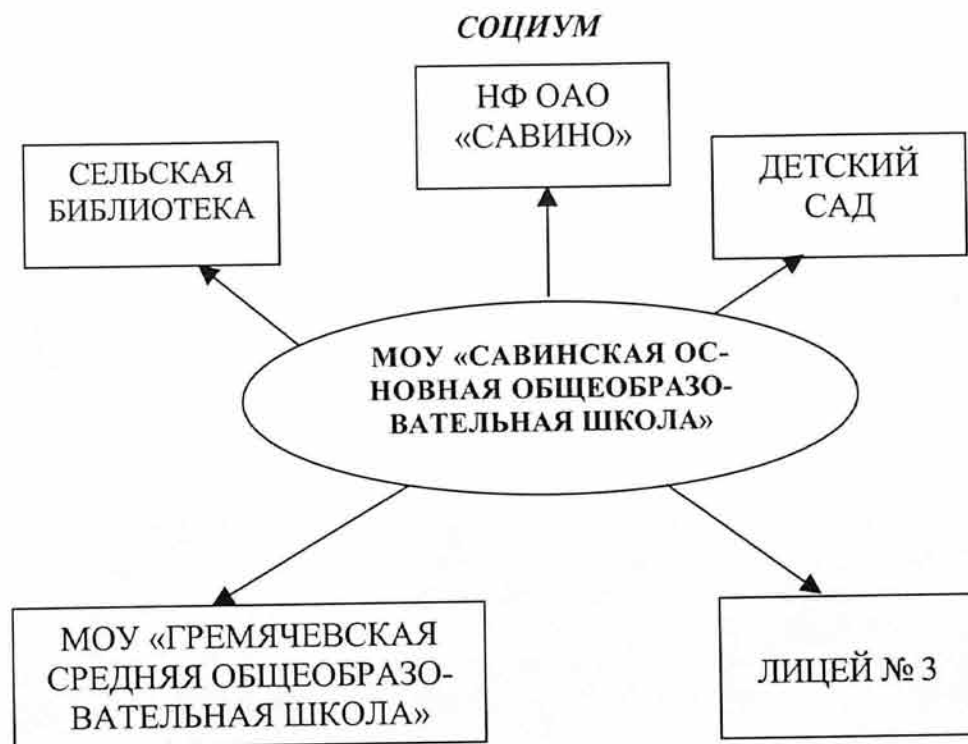 СОЦИУМ
НФ ОАО
«САВИНО»
СЕЛЬСКАЯ
БИБЛИОТЕКА
ДЕТСКИЙ
САД
МОУ «САВИНСКАЯ ОС-
НОВНАЯ ОБЩЕОБРАЗО-
ВАТЕЛЬНАЯ ШКОЛА»
МОУ «ГРЕМЯЧЕВСКАЯ
СРЕДНЯЯ ОБЩЕОБРАЗО-
ВАТЕЛЬНАЯ ШКОЛА»
ЛИЦЕЙ № 3